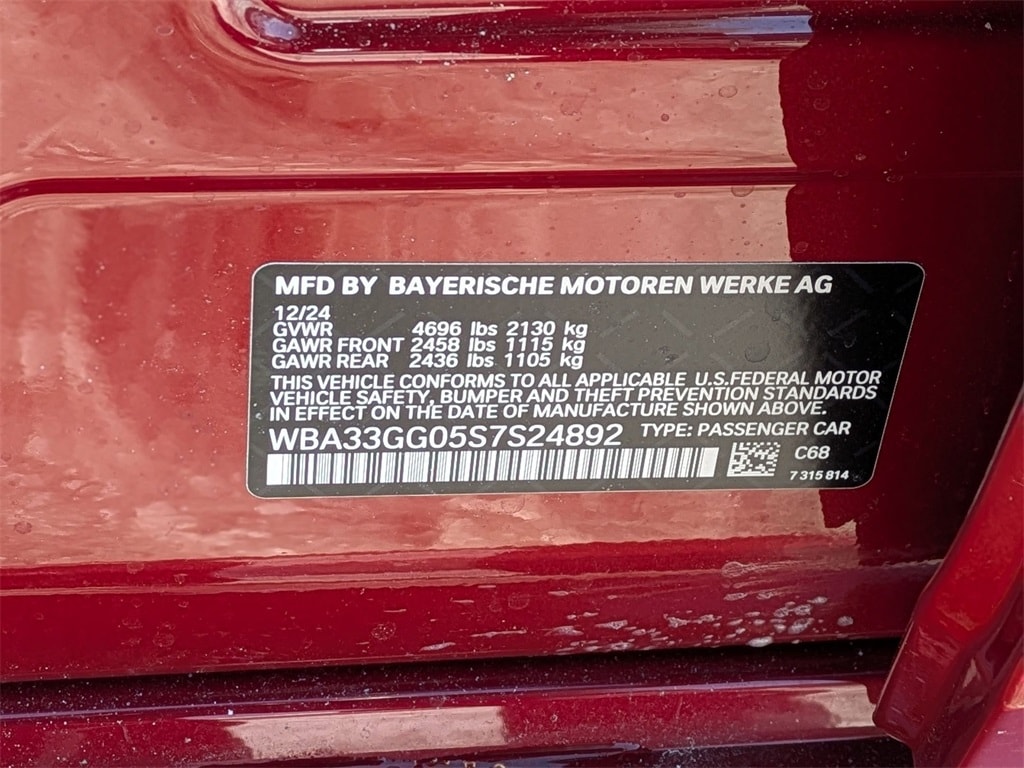 MFD BY BAYERISCHE MOTOREN WERKE AG
12/24
GVWR 4696 lbs 2130 kg
GAWR FRONT 2458 lbs 1115 kg
GAWR REAR 2436 lbs 1105 kg
THIS VEHICLE CONFORMS TO ALL APPLICABLE U.S.FEDERAL MOTOR
VEHICLE SAFETY, BUMPER AND THEFT PREVENTION STANDARDS
IN EFFECT ON THE DATE OF MANUFACTURE SHOWN ABOVE.
WBA33GG05S7S24892 TYPE: PASSENGER CAR
C68
7 315 814